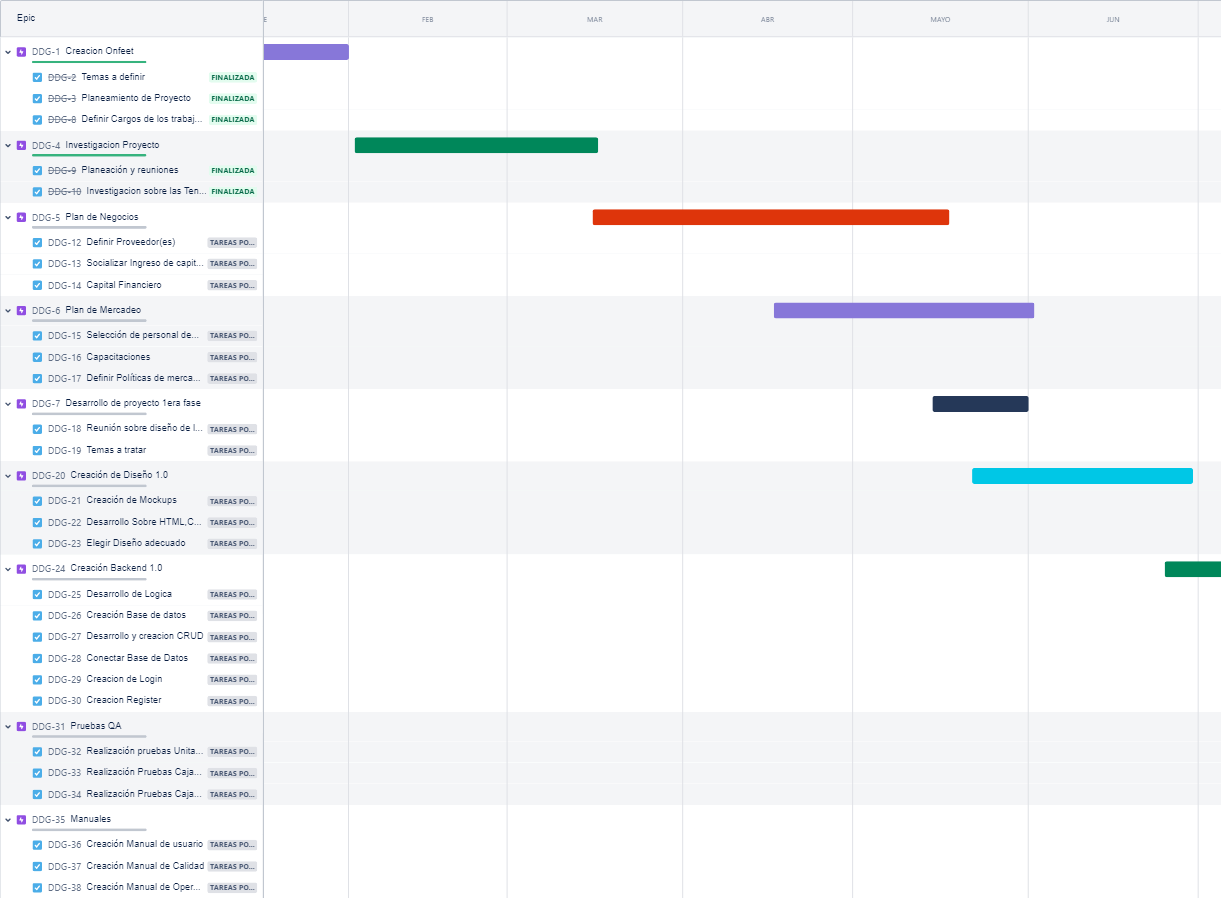 Epic
E FEB MAR ABR MAYO JUN
DDG-1 Creacion Onfeet
DDG-2 Temas a definir FINALIZADA
DDG-3 Planeamiento de Proyecto FINALIZADA
DDG-8 Definir Cargos de los trabaj... FINALIZADA
DDG-4 Investigacion Proyecto
DDG-9 Planeación y reuniones FINALIZADA
DDG-10 Investigacion sobre las Ten... FINALIZADA
DDG-5 Plan de Negocios
DDG-12 Definir Proveedor(es) TAREAS PO...
DDG-13 Socializar Ingreso de capit... TAREAS PO...
DDG-14 Capital Financiero TAREAS PO...
DDG-6 Plan de Mercadeo
DDG-15 Selección de personal de... TAREAS PO...
DDG-16 Capacitaciones TAREAS PO...
DDG-17 Definir Políticas de merca... TAREAS PO...
DDG-7 Desarrollo de proyecto 1era fase
DDG-18 Reunión sobre diseño de l... TAREAS PO...
DDG-19 Temas a tratar TAREAS PO...
DDG-20 Creación de Diseño 1.0
DDG-21 Creación de Mockups TAREAS PO...
DDG-22 Desarrollo Sobre HTML,C... TAREAS PO...
DDG-23 Elegir Diseño adecuado TAREAS PO...
DDG-24 Creación Backend 1.0
DDG-25 Desarrollo de Logica TAREAS PO...
DDG-26 Creación Base de datos TAREAS PO...
DDG-27 Desarrollo y creacion CRUD TAREAS PO...
DDG-28 Conectar Base de Datos TAREAS PO...
DDG-29 Creacion de Login TAREAS PO...
DDG-30 Creacion Register TAREAS PO...
DDG-31 Pruebas QA
DDG-32 Realización pruebas Unita... TAREAS PO...
DDG-33 Realización Pruebas Caja... TAREAS PO...
DDG-34 Realización Pruebas Caja... TAREAS PO...
DDG-35 Manuales
DDG-36 Creación Manual de usuario TAREAS PO...
DDG-37 Creación Manual de Calidad TAREAS PO...
DDG-38 Creación Manual de Oper... TAREAS PO...